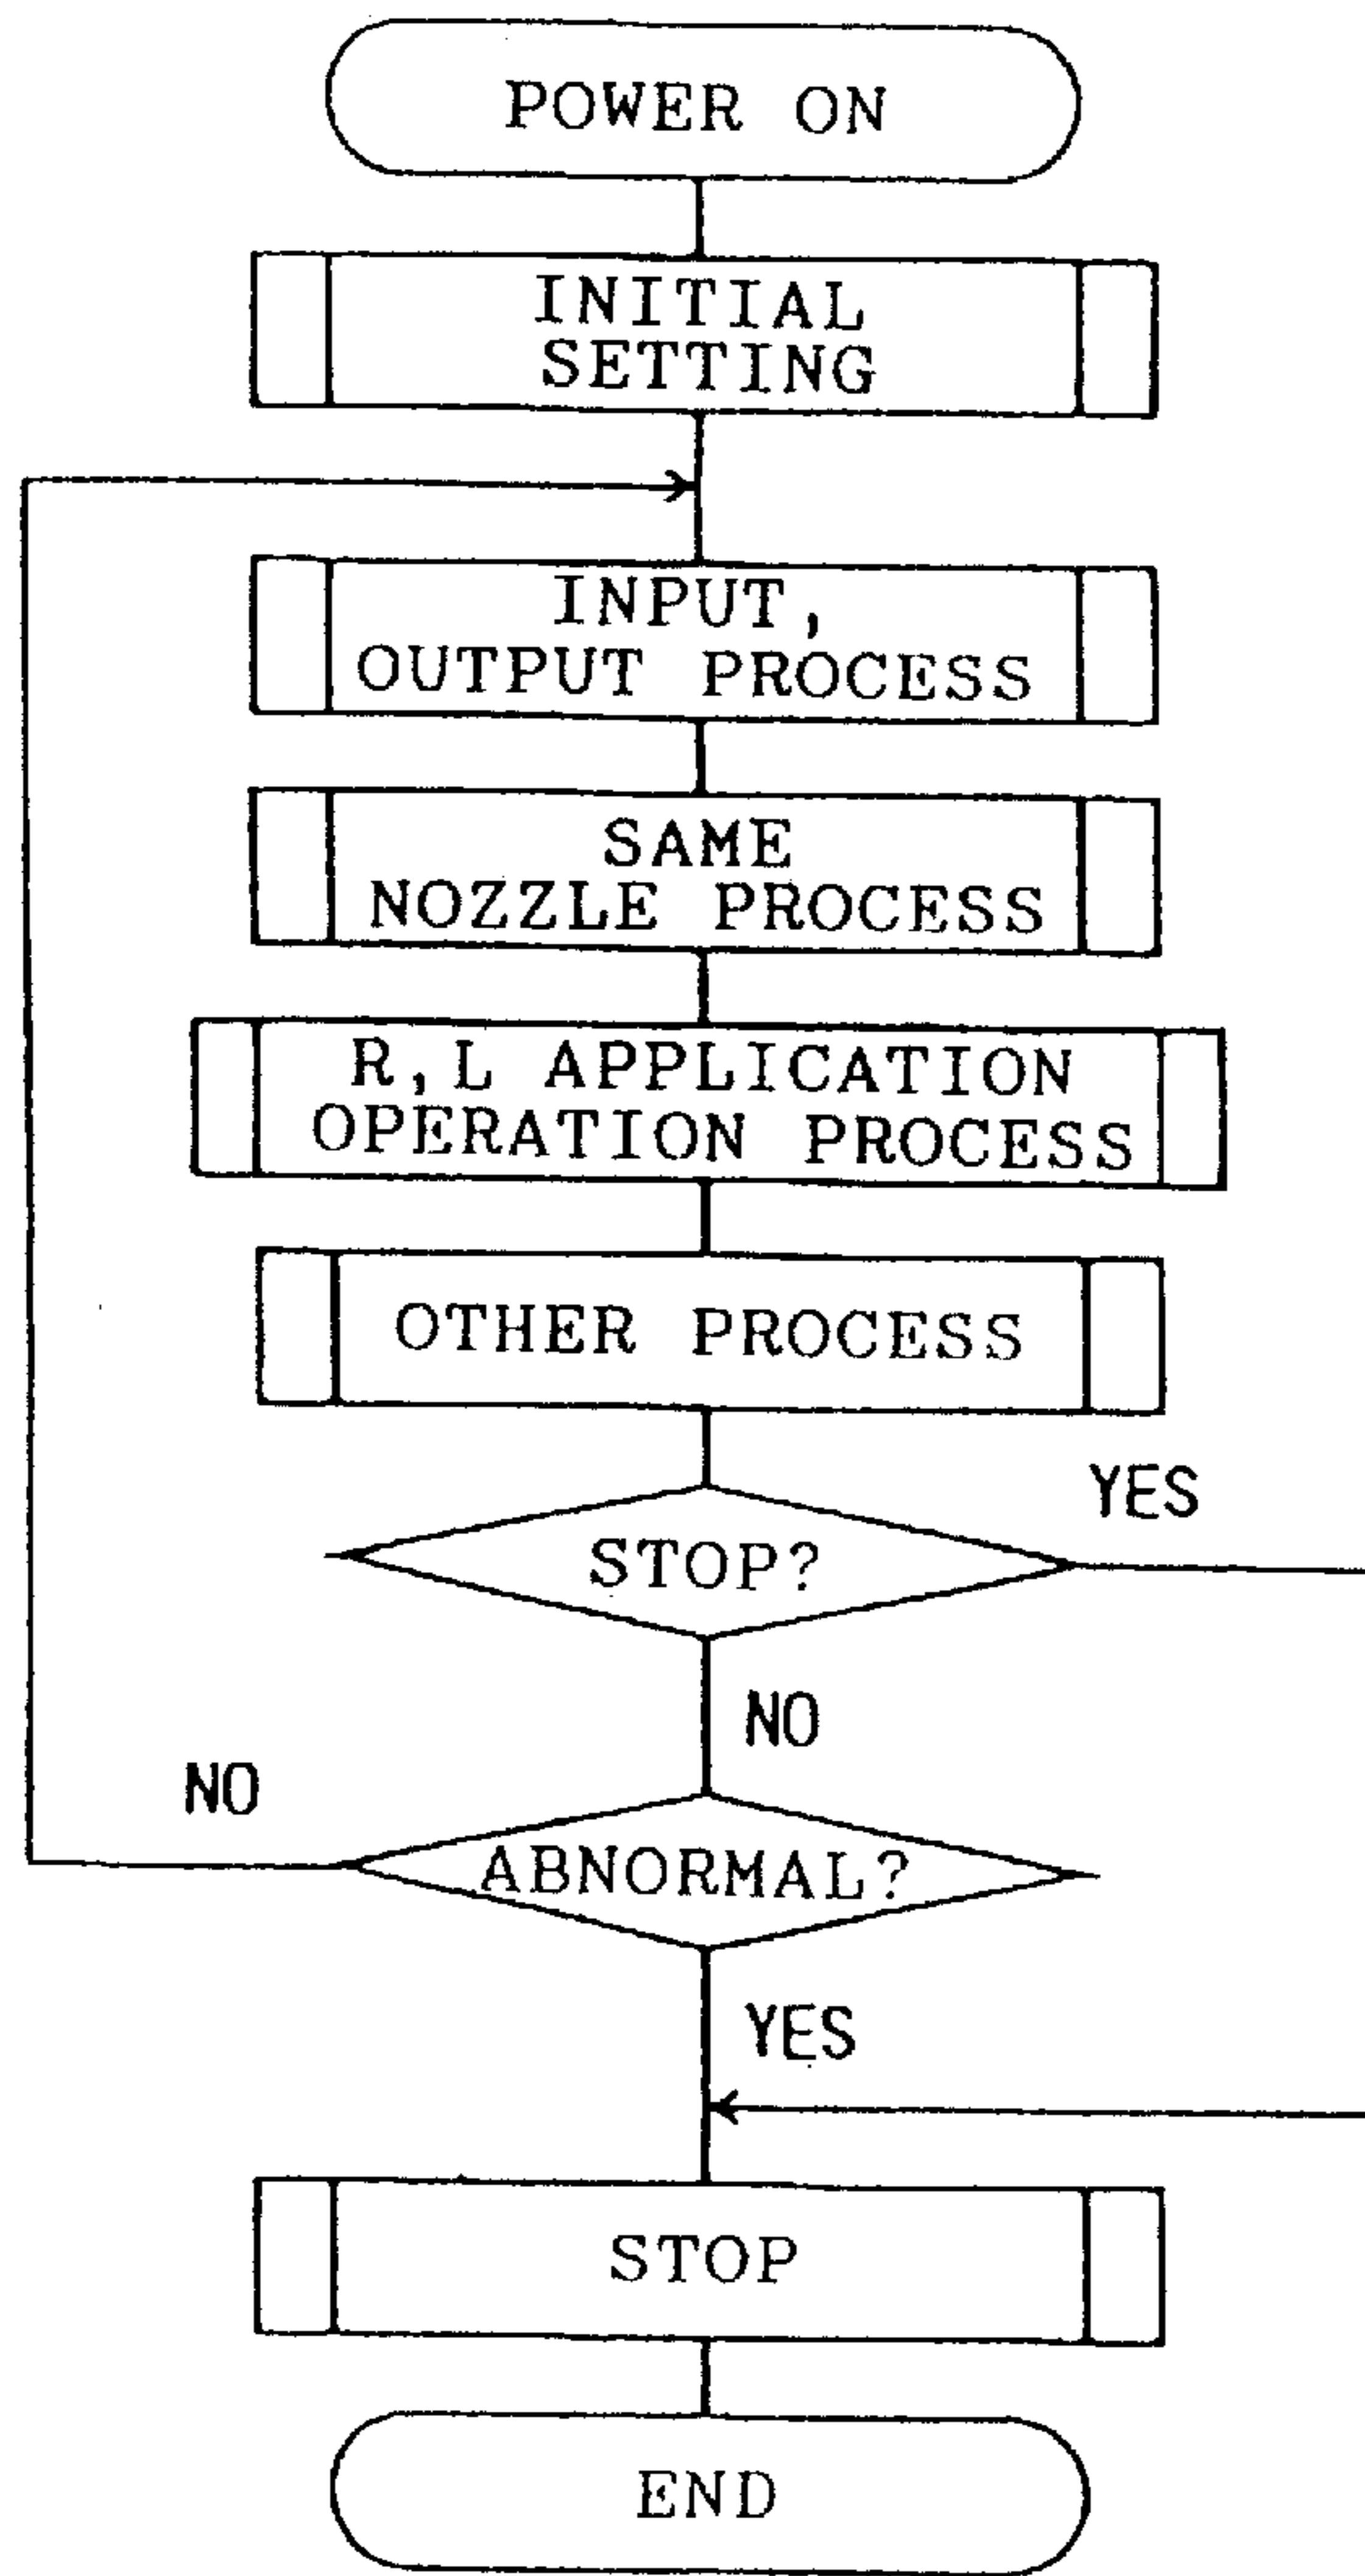 POWER ON
INITIAL
SETTING
INPUT,
OUTPUT PROCESS
SAME
NOZZLE PROCESS
R,L APPLICATION
OPERATION PROCESS
OTHER PROCESS
YES
STOP?
NO
NO
ABNORMAL?
YES
STOP
END